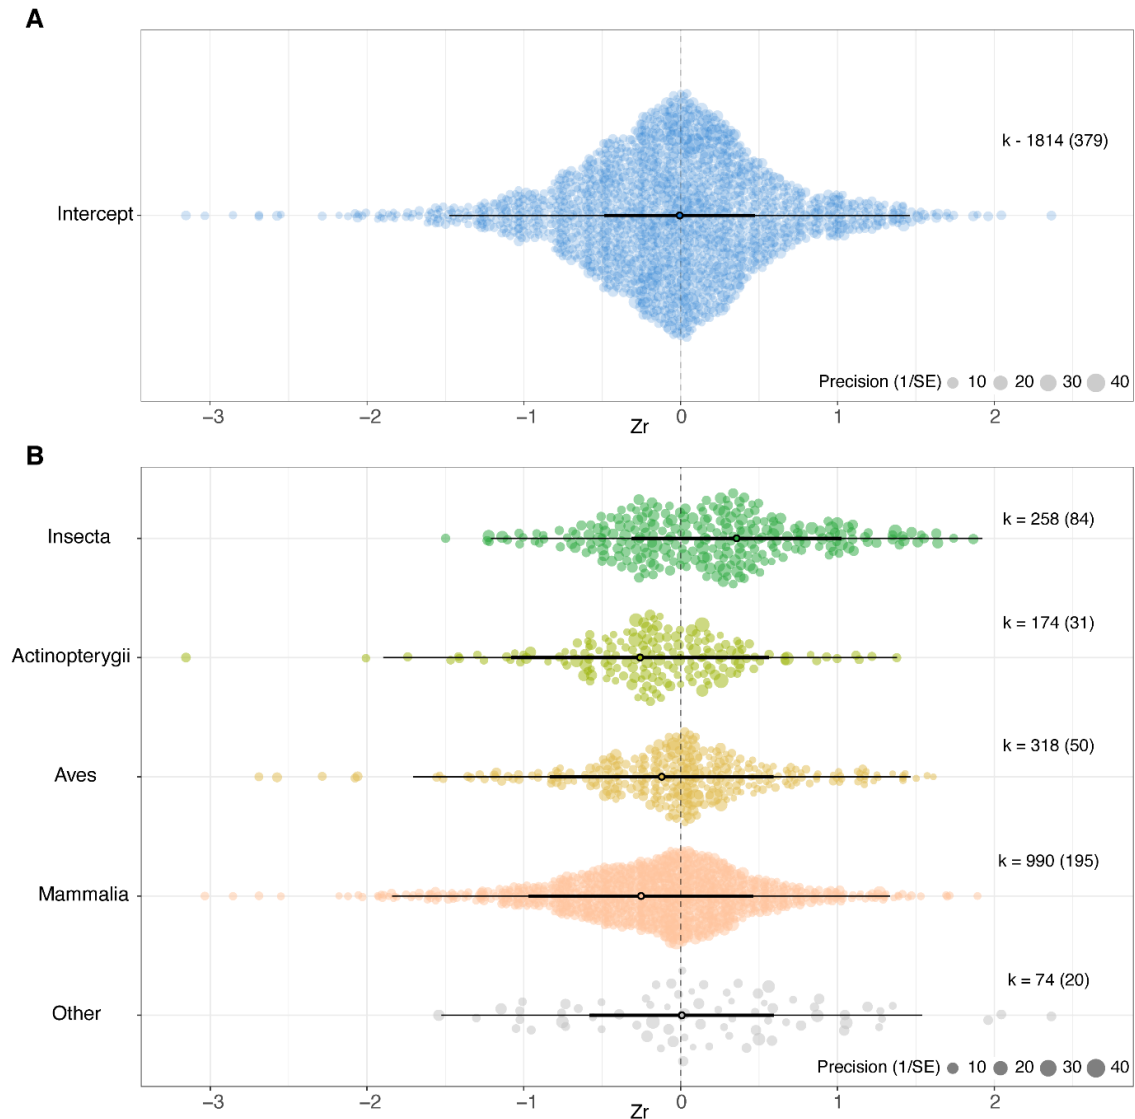 A
k - 1814 (379)
Intercept
Precision (1/SE) 10 20 30 40
−3 −2 −1 0 1 2
Zr
B
Insecta
k = 258 (84)
Actinopterygii
k = 174 (31)
Aves
k = 318 (50)
Mammalia
k = 990 (195)
Other
k = 74 (20)
Precision (1/SE) 10 20 30 40
−3 −2 −1 0 1 2
Zr